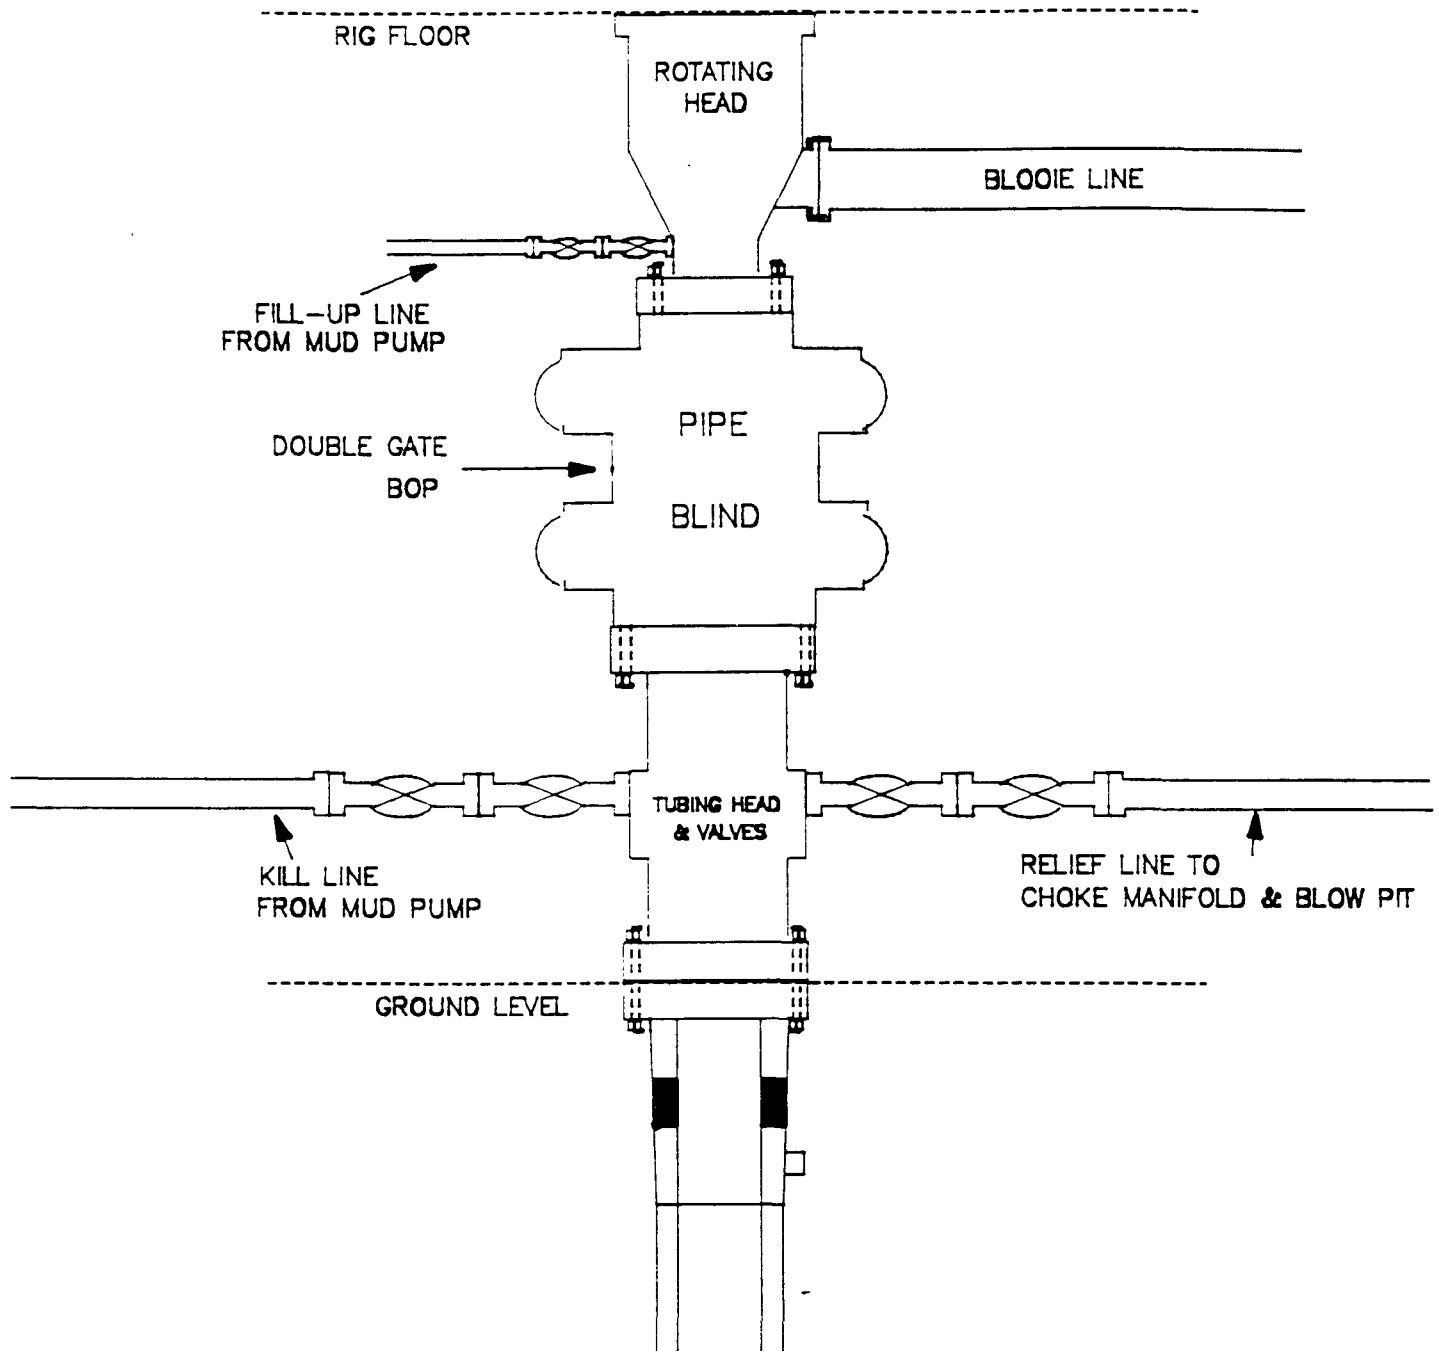 RIG FLOOR
ROTATING
HEAD
BLOOIE LINE
FILL-UP LINE
FROM MUD PUMP
PIPE
DOUBLE GATE
BOP
BLIND
TUBING HEAD
& VALVES
KILL LINE
FROM MUD PUMP
RELIEF LINE TO
CHOKE MANIFOLD & BLOW PIT
GROUND LEVEL